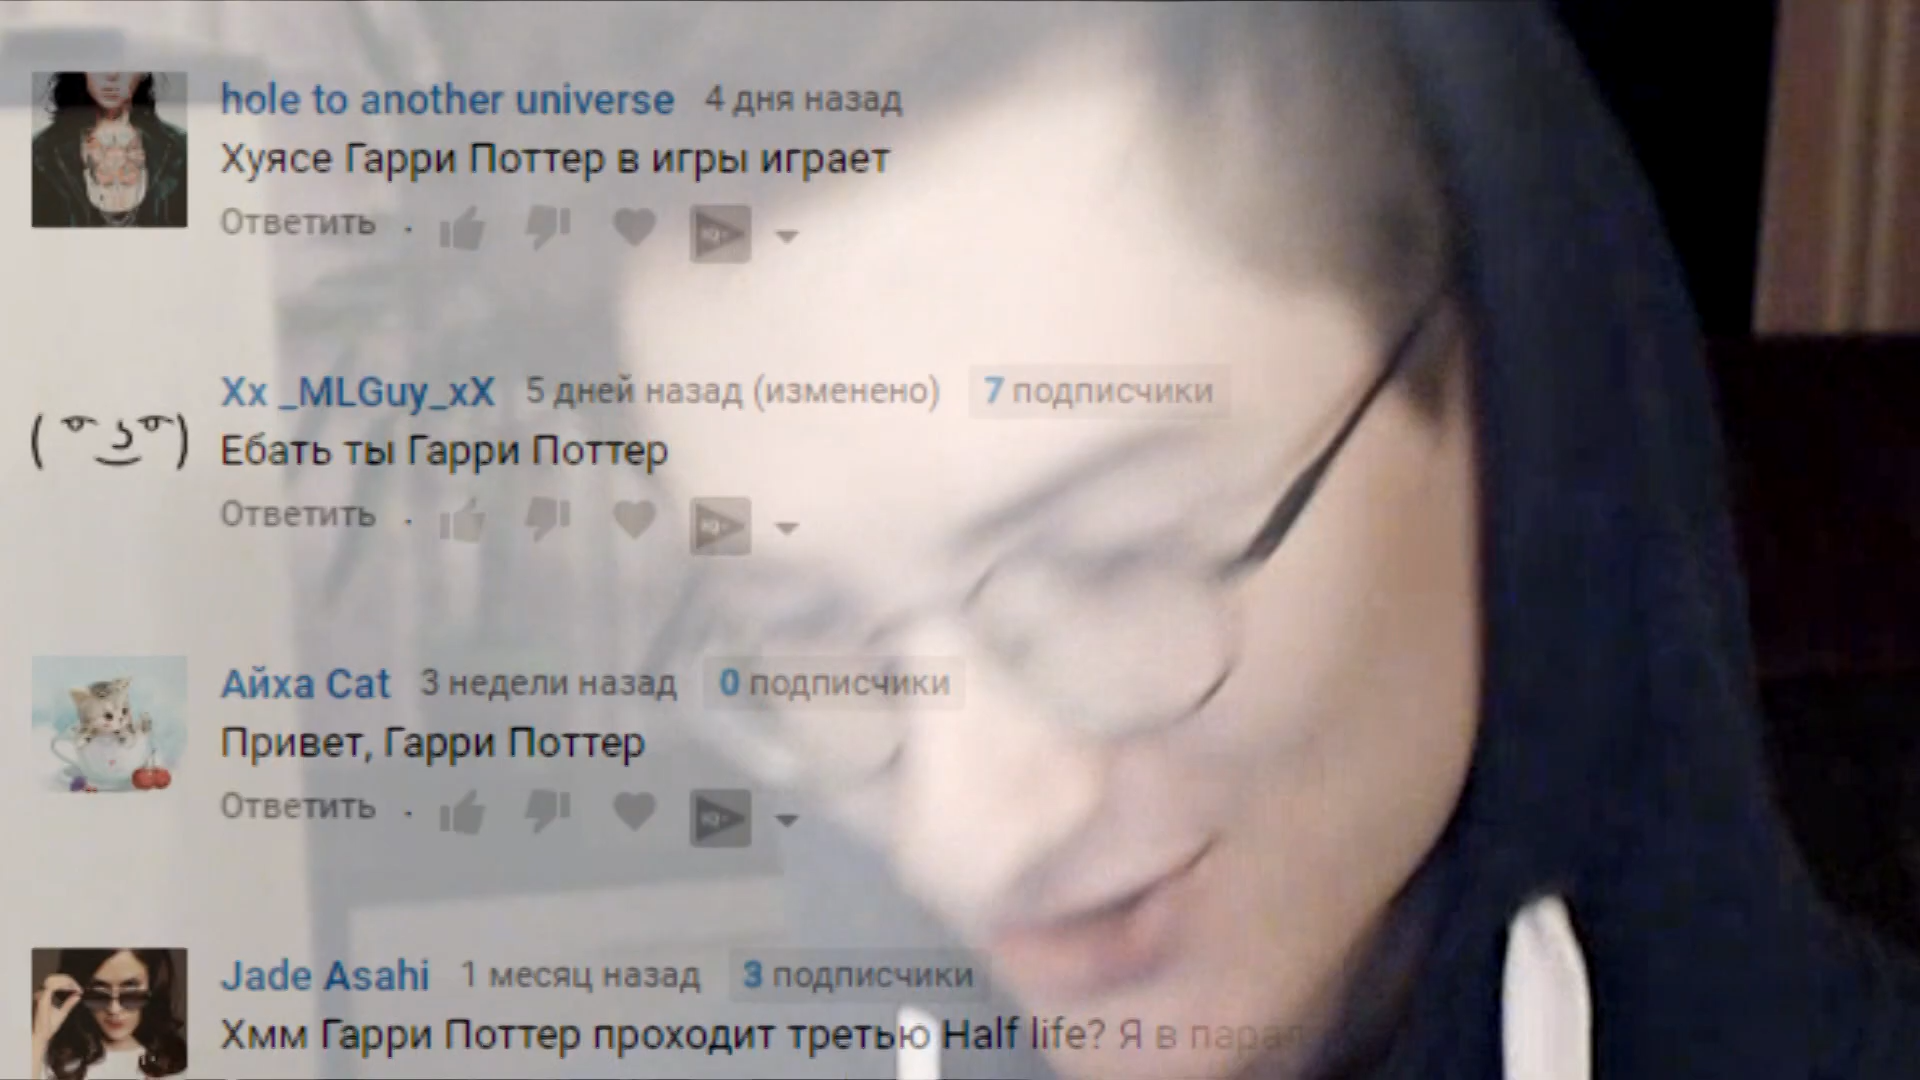 hole to another universe 4 дня назад
Хуясе Гарри Поттер в игры играет
Ответить
Xx _MLGuy_xX 5 дней назад (изменено) 7 подписчики
Ебать ты Гарри Поттер
Ответить
Айха Cat 3 недели назад 0 подписчики
Привет, Гарри Поттер
Ответить
Jade Asahi 1 месяц назад 3 подписчики
Хмм Гарри Поттер проходит третью Half life? Я в